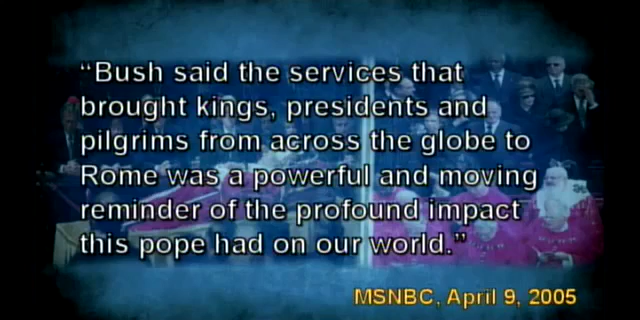 “Bush said the services that
brought kings, presidents and
pilgrims from across the globe to
Rome was a powerful and moving
reminder of the profound impact
this pope had on our world.”
MSNBC, April 9, 2005